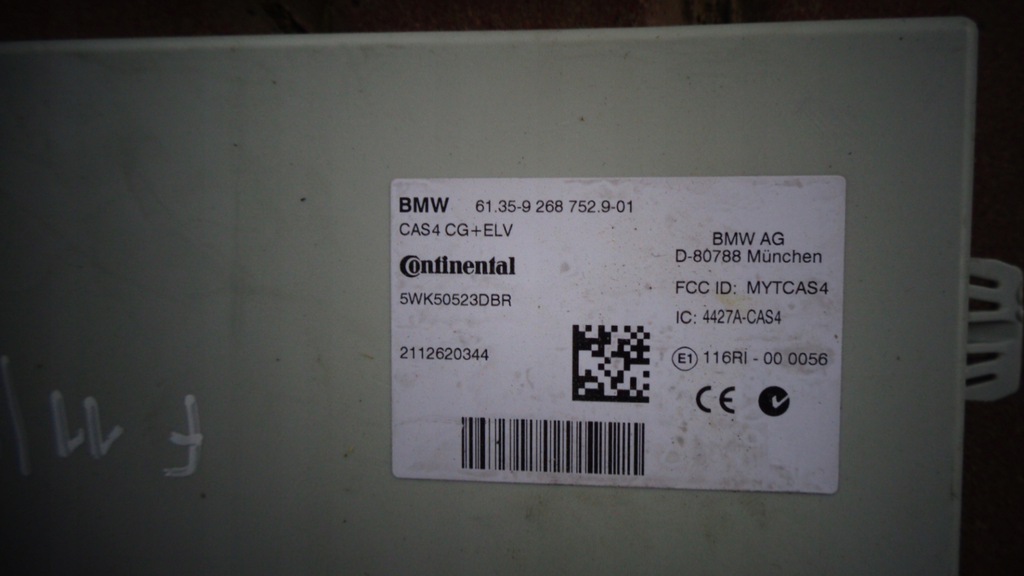 BMW 61.35-9 268 752.9-01
CAS4 CG+ELV
Continental
5WK50523DBR
2112620344
BMW AG
D-80788 München
FCC ID: MYTCAS4
IC: 4427A-CAS4
E1 116RI - 00 0056
CE